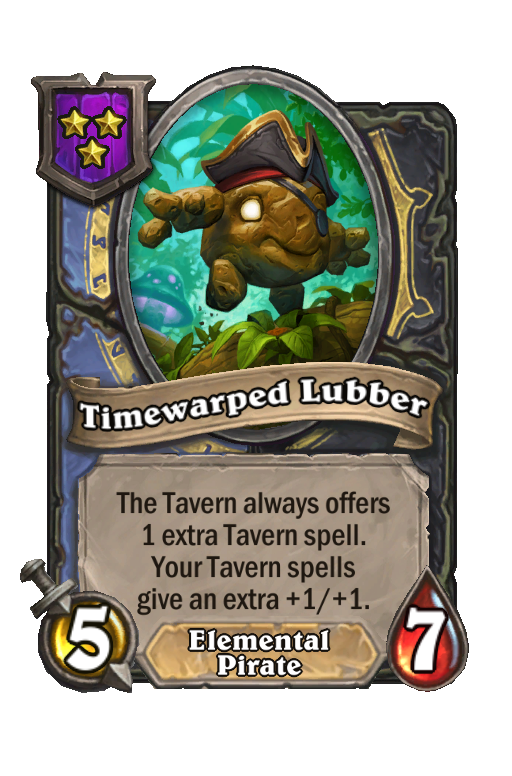 Timewarped Lubber
The Tavern always offers
1 extra Tavern spell.
Your Tavern spells
give an extra +1/+1.
5
Elemental
Pirate
7